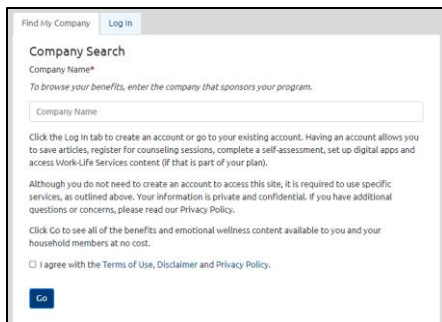 Find My Company
Log In
Company Search
Company Name*
To browse your benefits, enter the company that sponsors your program.
Company Name
Click the Log In tab to create an account or go to your existing account. Having an account allows you
to save articles, register for counseling sessions, complete a self-assessment, set up digital apps and
access Work-Life Services content (if that is part of your plan).
Although you do not need to create an account to access this site, it is required to use specific
services, as outlined above. Your information is private and confidential. If you have additional
questions or concerns, please read our Privacy Policy.
Click Go to see all of the benefits and emotional wellness content available to you and your
household members at no cost.
I agree with the Terms of Use, Disclaimer and Privacy Policy.
Go